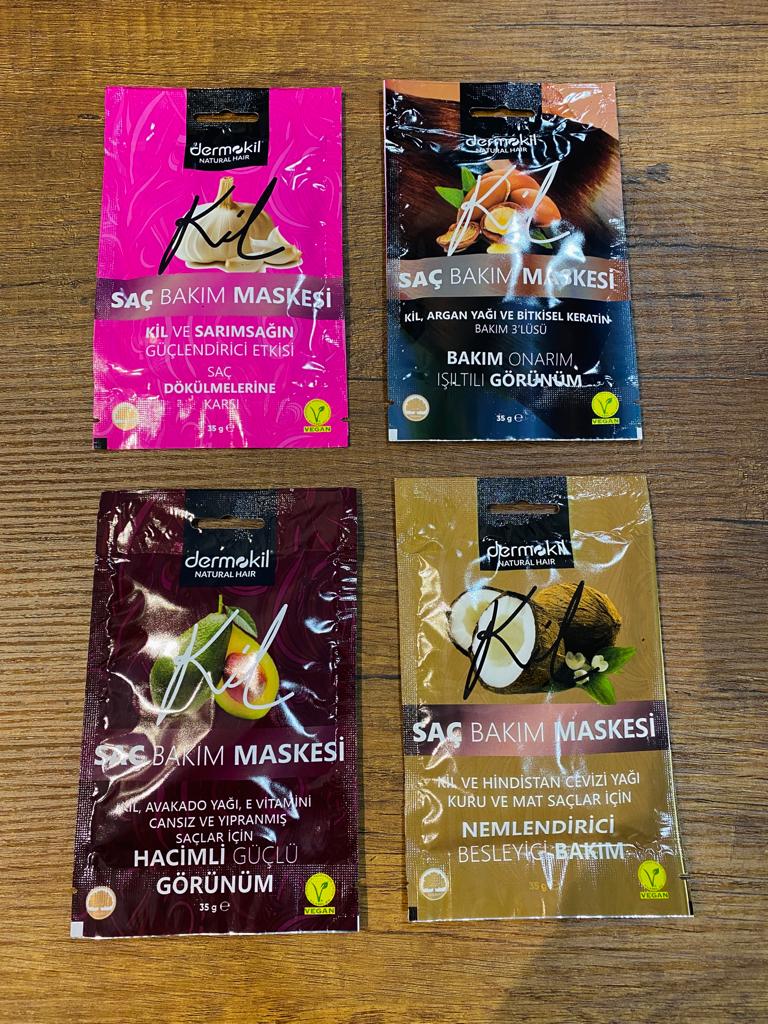 dermokil
NATURAL HAIR
Kil
SAÇ BAKIM MASKESİ
KİL VE SARIMSAĞIN
GÜÇLENDİRİCİ ETKİSİ
SAÇ
DÖKÜLMELERİNE
KARŞI
35 g ℮
VEGAN
dermokil
NATURAL HAIR
Kil
SAÇ BAKIM MASKESİ
KİL, ARGAN YAĞI VE BİTKİSEL KERATİN
BAKIM 3'LÜSÜ
BAKIM ONARIM
IŞILTILI GÖRÜNÜM
35 g ℮
VEGAN
dermokil
NATURAL HAIR
Kil
SAÇ BAKIM MASKESİ
KİL, AVAKADO YAĞI, E VİTAMİNİ
CANSIZ VE YIPRANMIŞ
SAÇLAR İÇİN
HACİMLİ GÜÇLÜ
GÖRÜNÜM
35 g ℮
VEGAN
dermokil
NATURAL HAIR
Kil
SAÇ BAKIM MASKESİ
KİL VE HİNDİSTAN CEVİZİ YAĞI
KURU VE MAT SAÇLAR İÇİN
NEMLENDİRİCİ
BESLEYİCİ BAKIM
35 g
VEGAN